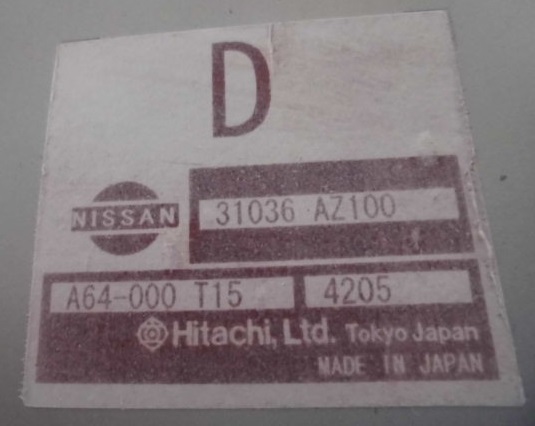 D
NISSAN
31036 AZ100
A64-000 T15
4205
Hitachi, Ltd. Tokyo Japan
MADE IN JAPAN